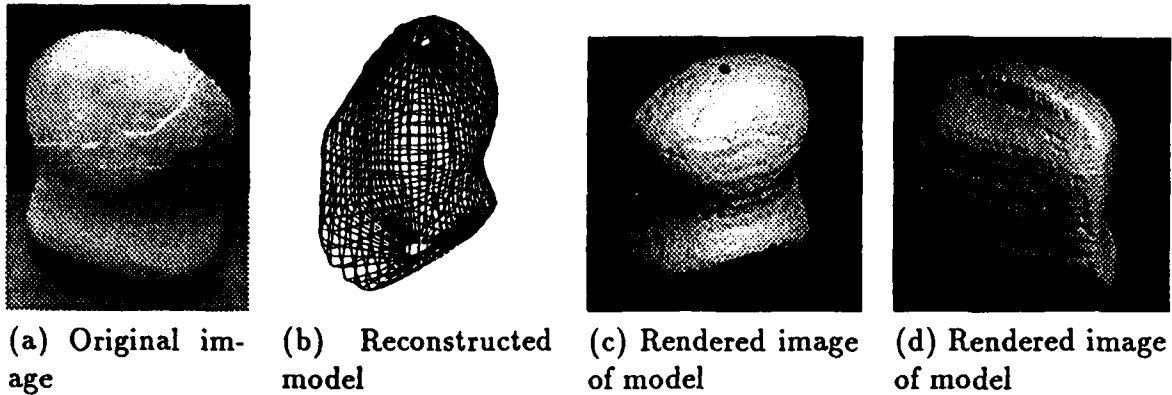 (a) Original im-
age
(b) Reconstructed
model
(c) Rendered image
of model
(d) Rendered image
of model